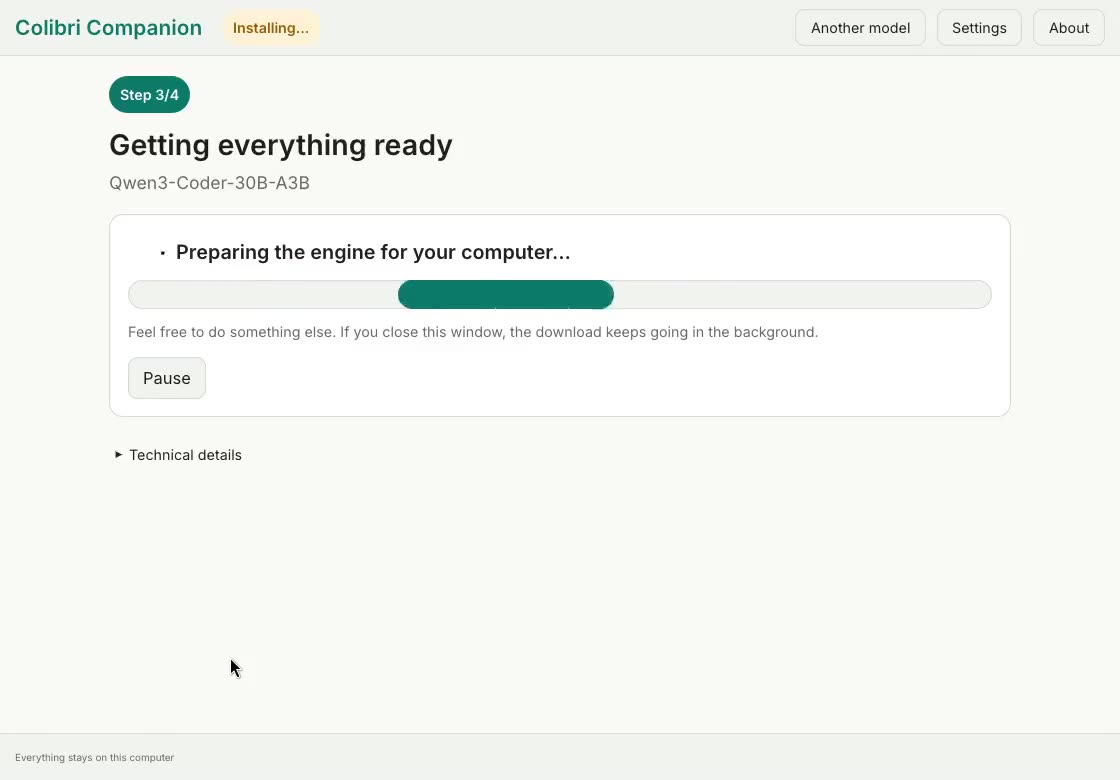 Colibri Companion
Installing...
Another model
Settings
About
Step 3/4
Getting everything ready
Qwen3-Coder-30B-A3B
· Preparing the engine for your computer...
Feel free to do something else. If you close this window, the download keeps going in the background.
Pause
▸ Technical details
Everything stays on this computer